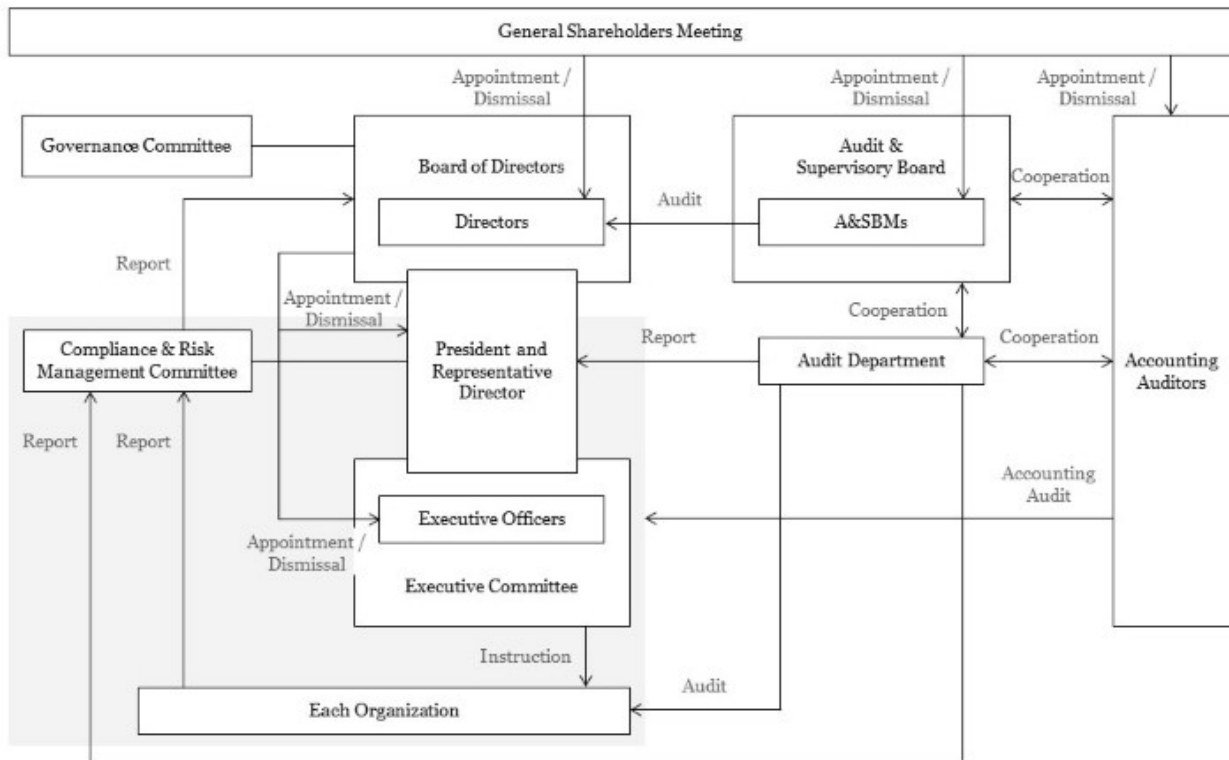 General Shareholders Meeting
Appointment /
Dismissal
Appointment /
Dismissal
Appointment /
Dismissal
Governance Committee
Board of Directors
Audit &
Supervisory Board
Cooperation
Directors
Audit
A&SBMs
Report
Appointment /
Dismissal
Cooperation
Compliance & Risk
Management Committee
President and
Representative
Director
Report
Audit Department
Cooperation
Accounting
Auditors
Report
Report
Accounting
Audit
Executive Officers
Appointment /
Dismissal
Executive Committee
Instruction
Each Organization
Audit